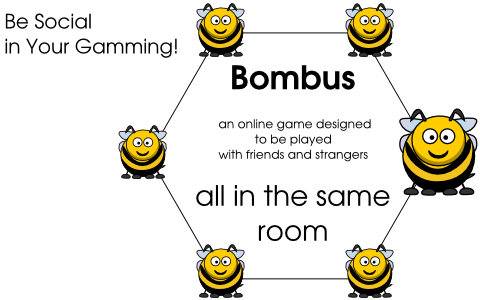 Be Social
in Your Gamming!
Bombus
an online game designed
to be played
with friends and strangers
all in the same
room